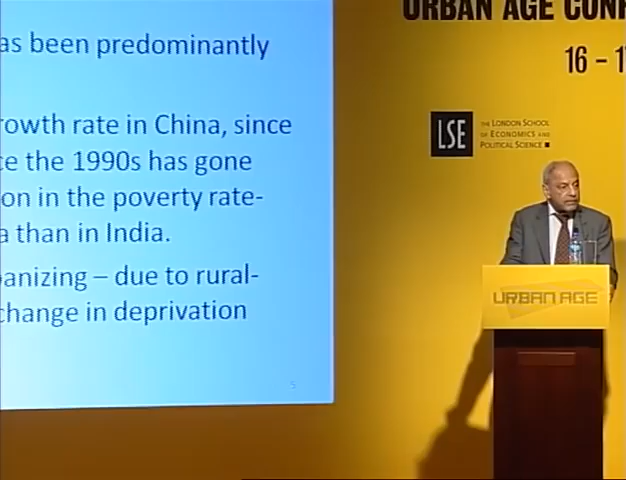 as been predominantly
rowth rate in China, since
ce the 1990s has gone
on in the poverty rate-
a than in India.
banizing – due to rural-
change in deprivation
5
URBAN AGE CONF
16 – 1
LSE
THE LONDON SCHOOL
OF ECONOMICS AND
POLITICAL SCIENCE ■
URBAN AGE